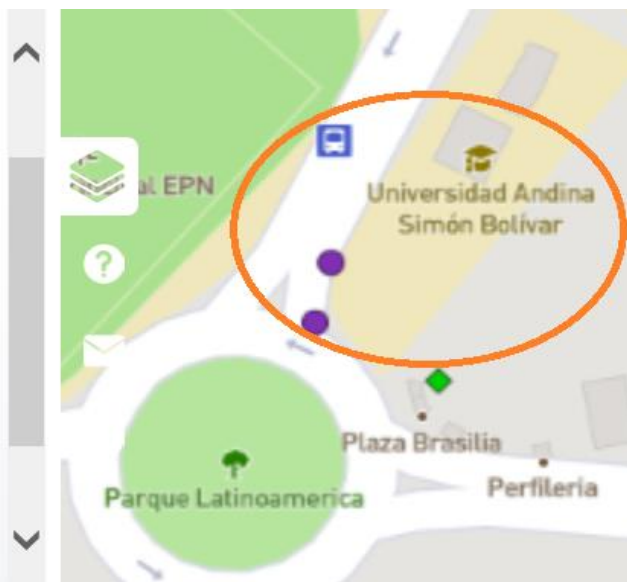 al EPN
Universidad Andina
Simón Bolívar
?
Plaza Brasilia
Perfileria
Parque Latinoamerica